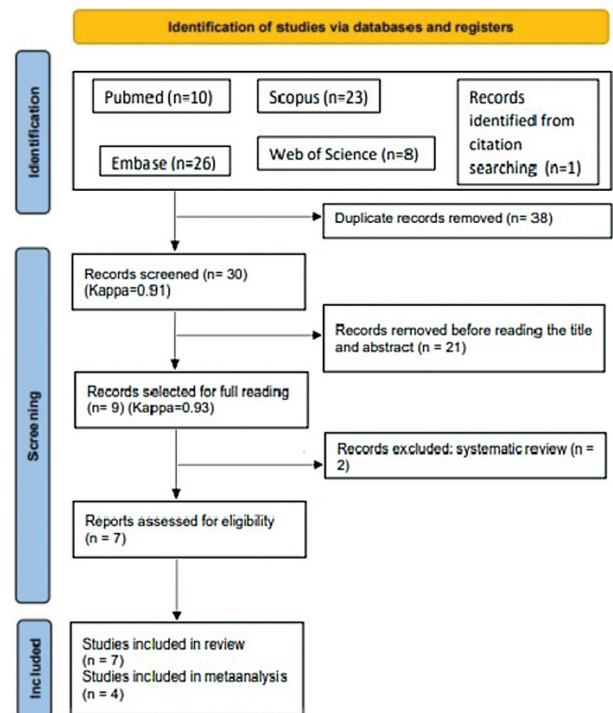 Identification of studies via databases and registers
Identification
Pubmed (n=10)
Scopus (n=23)
Records
identified from
citation
searching (n=1)
Embase (n=26)
Web of Science (n=8)
Duplicate records removed (n= 38)
Screening
Records screened (n= 30)
(Kappa=0.91)
Records removed before reading the title
and abstract (n = 21)
Records selected for full reading
(n= 9) (Kappa=0.93)
Records excluded: systematic review (n =
2)
Reports assessed for eligibility
(n = 7)
Included
Studies included in review
(n = 7)
Studies included in metaanalysis
(n = 4)